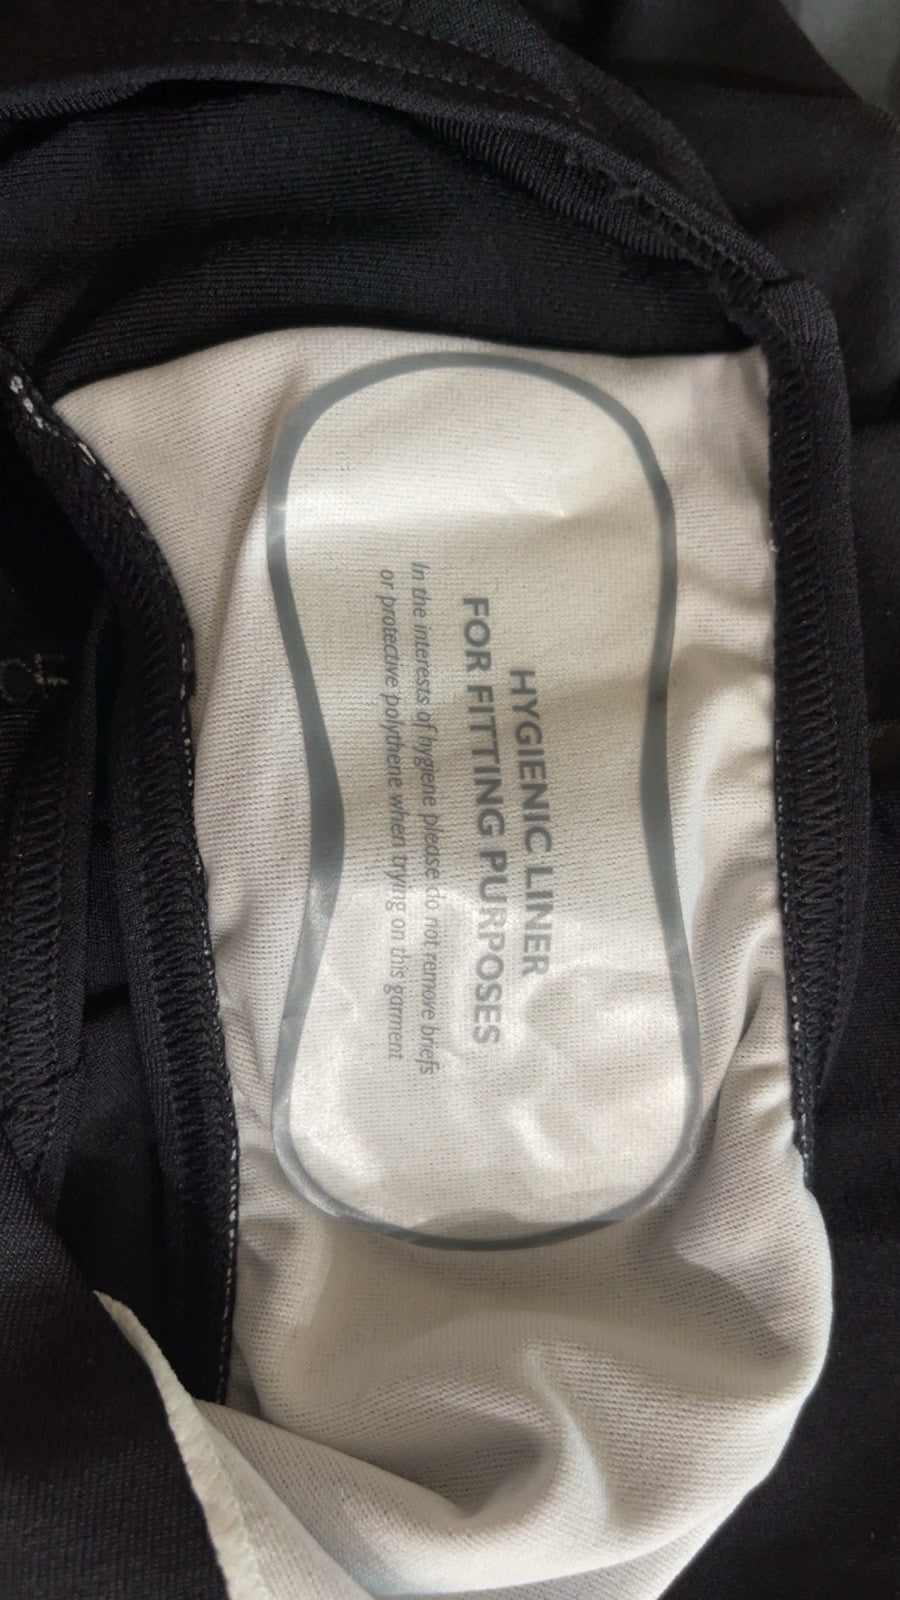 HYGIENIC LINER
FOR FITTING PURPOSES
In the interests of hygiene please do not remove briefs
or protective polythene when trying on this garment